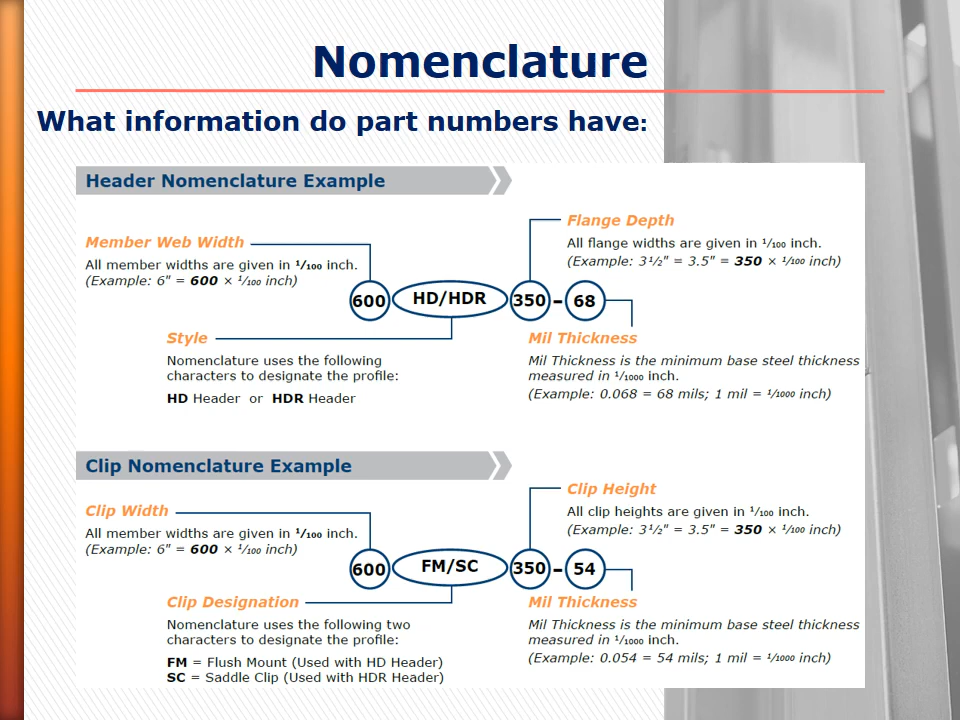 Nomenclature
What information do part numbers have:
Header Nomenclature Example
Flange Depth
All flange widths are given in 1/100 inch.
(Example: 3 1/2" = 3.5" = 350 × 1/100 inch)
Member Web Width
All member widths are given in 1/100 inch.
(Example: 6" = 600 × 1/100 inch)
600 HD/HDR 350 – 68
Style
Nomenclature uses the following
characters to designate the profile:
HD Header or HDR Header
Mil Thickness
Mil Thickness is the minimum base steel thickness
measured in 1/1000 inch.
(Example: 0.068 = 68 mils; 1 mil = 1/1000 inch)
Clip Nomenclature Example
Clip Height
All clip heights are given in 1/100 inch.
(Example: 3 1/2" = 3.5" = 350 × 1/100 inch)
Clip Width
All member widths are given in 1/100 inch.
(Example: 6" = 600 × 1/100 inch)
600 FM/SC 350 – 54
Clip Designation
Nomenclature uses the following two
characters to designate the profile:
FM = Flush Mount (Used with HD Header)
SC = Saddle Clip (Used with HDR Header)
Mil Thickness
Mil Thickness is the minimum base steel thickness
measured in 1/1000 inch.
(Example: 0.054 = 54 mils; 1 mil = 1/1000 inch)